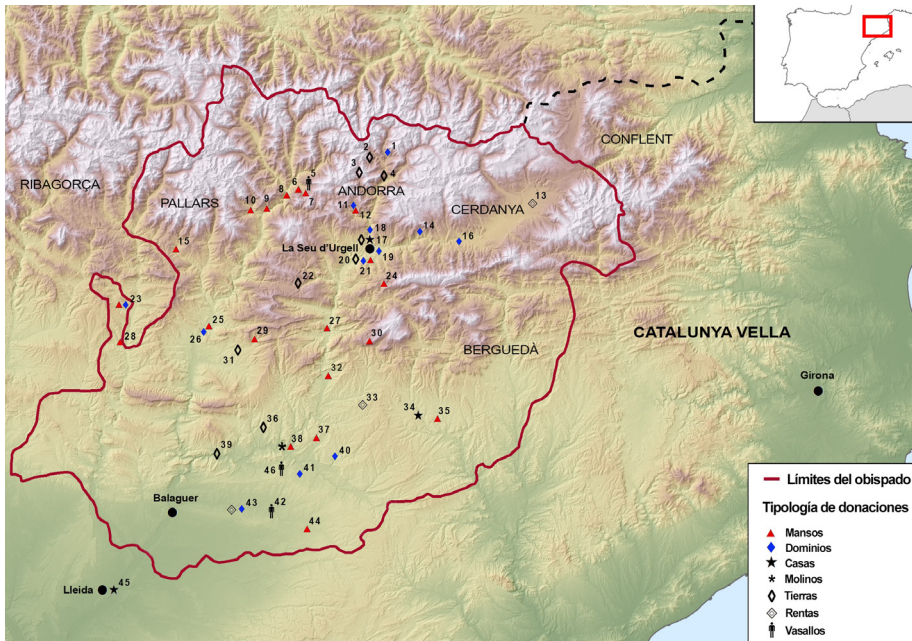 CONFLENT
RIBAGORÇA
PALLARS
ANDORRA
CERDANYA
La Seu d'Urgell
BERGUEDÀ
CATALUNYA VELLA
Girona
Balaguer
Lleida
1
2
3
4
5
6
7
8
9
10
11
12
13
14
15
16
17
18
19
20
21
22
23
24
25
26
27
28
29
30
31
32
33
34
35
36
37
38
39
40
41
42
43
44
45
46
Límites del obispado
Tipología de donaciones
Mansos
Dominios
Casas
Molinos
Tierras
Rentas
Vasallos